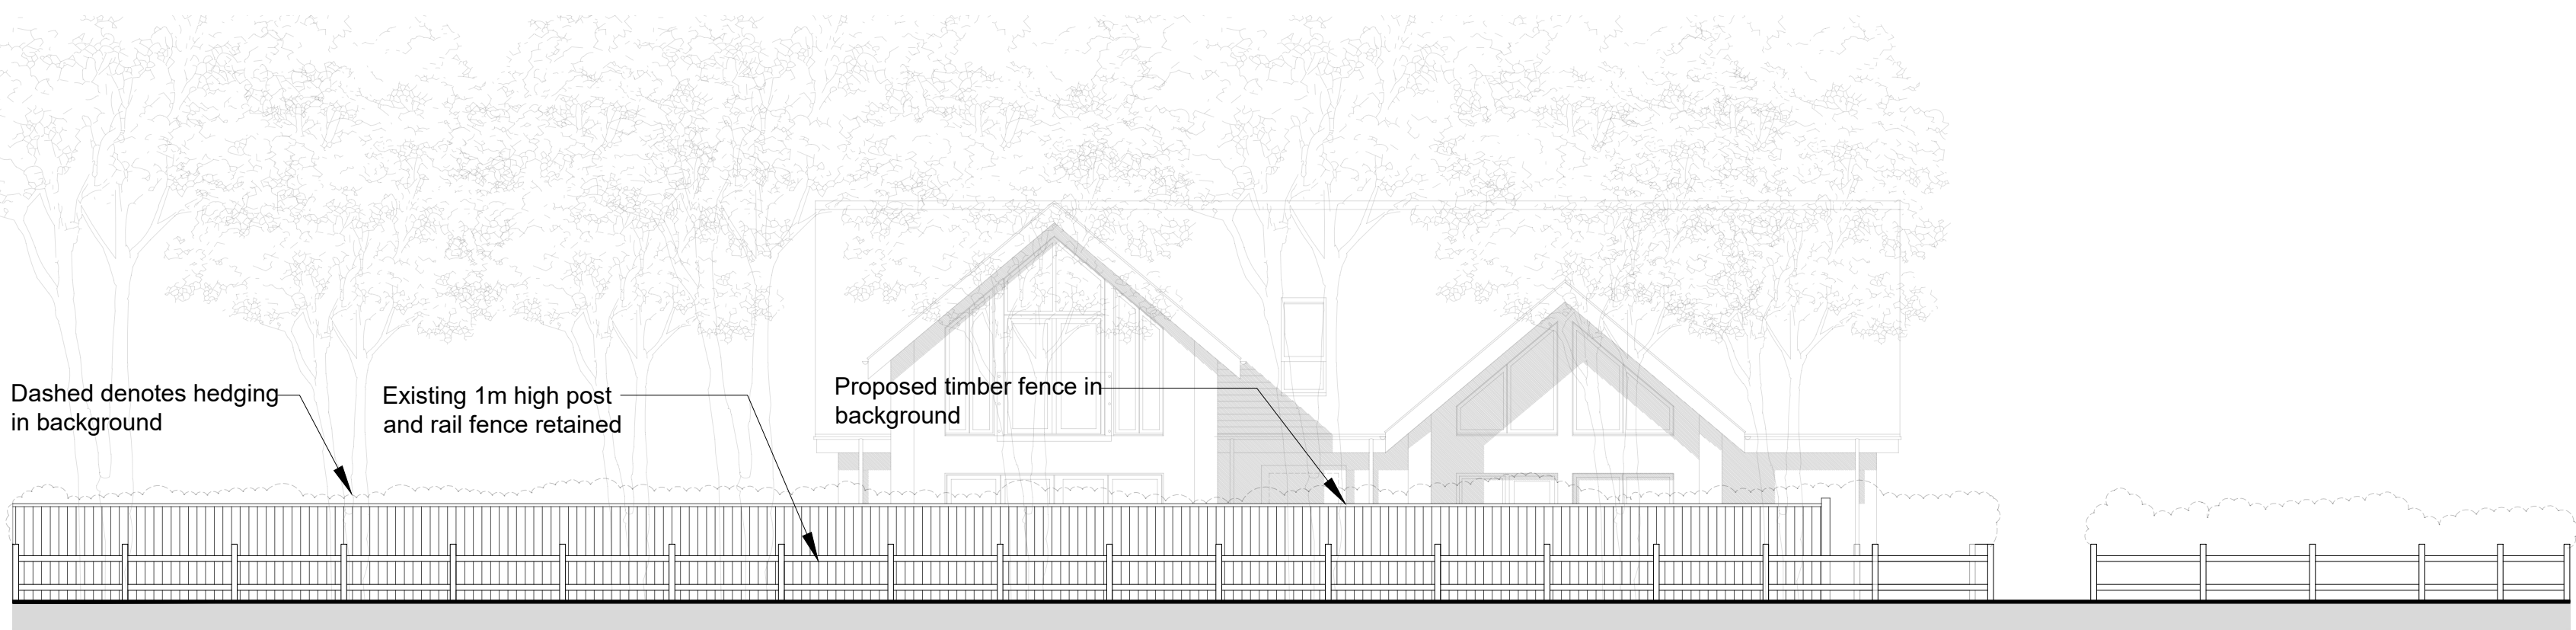 Dashed denotes hedging
in background
Existing 1m high post
and rail fence retained
Proposed timber fence in
background